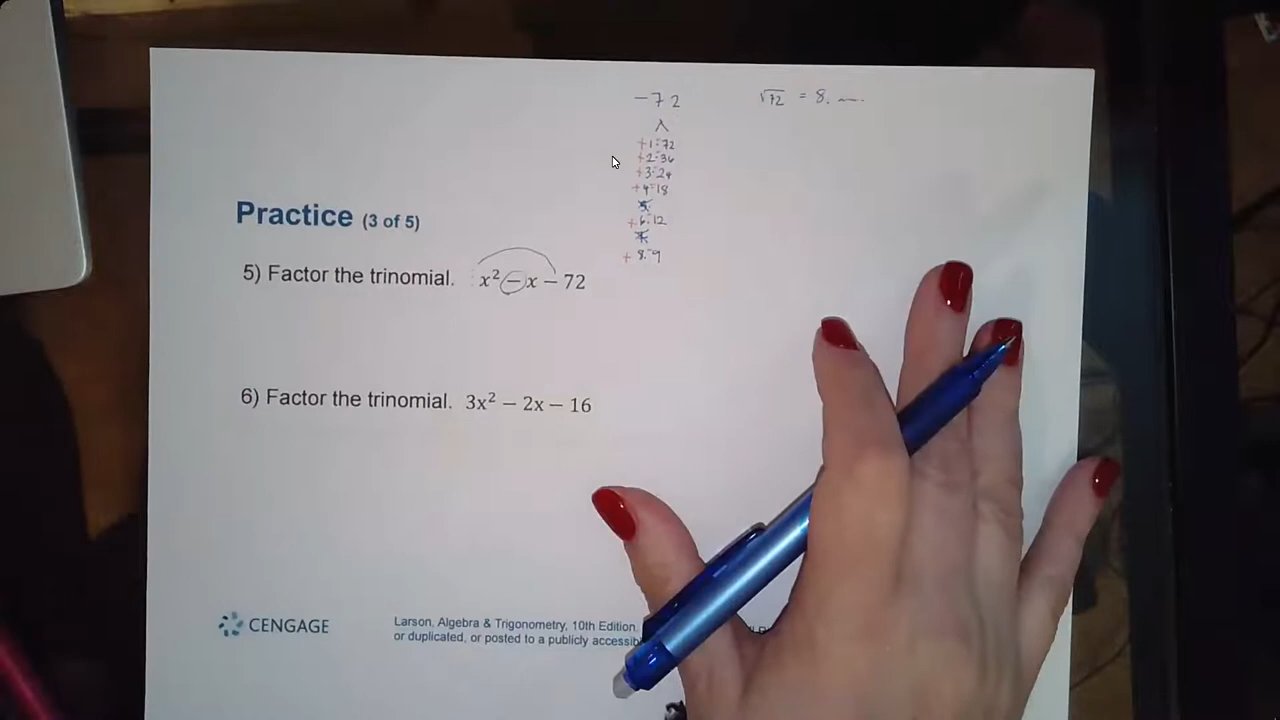 -72
√72 = 8.
+1·-72
+2·-36
+3·-24
+4·-18
5
+6·-12
7
+8·-9
Practice (3 of 5)
5) Factor the trinomial. x² − x − 72
6) Factor the trinomial. 3x² − 2x − 16
CENGAGE
Larson, Algebra & Trigonometry, 10th Edition
or duplicated, or posted to a publicly